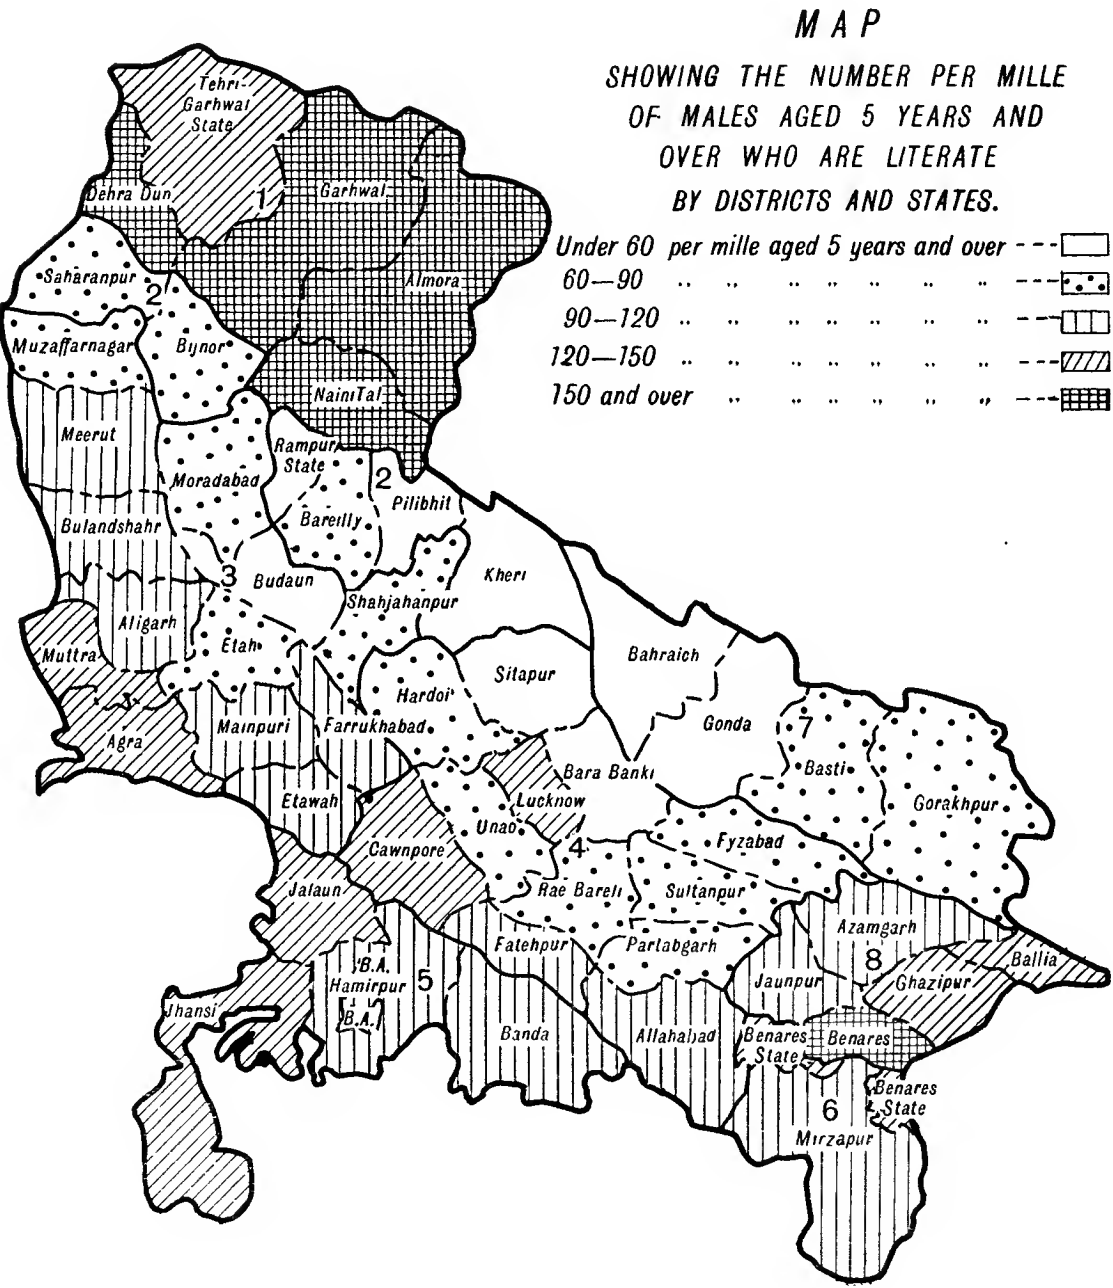 MAP
SHOWING THE NUMBER PER MILLE
OF MALES AGED 5 YEARS AND
OVER WHO ARE LITERATE
BY DISTRICTS AND STATES.
Under 60 per mille aged 5 years and over
60—90 " " " " " " "
90—120 " " " " " " "
120—150 " " " " " " "
150 and over " " " " " "
Tehri-
Garhwal
State
Dehra Dun
1
Garhwal
Almora
Saharanpur
2
Muzaffarnagar
Bijnor
Naini Tal
Meerut
Rampur
State
2
Moradabad
Pilibhit
Bulandshahr
Bareilly
3
Budaun
Kheri
Shahjahanpur
Aligarh
Muttra
Etah
Bahraich
Sitapur
Hardoi
Agra
Mainpuri
Farrukhabad
Gonda
7
Bara Banki
Basti
Etawah
Lucknow
Gorakhpur
Unao
Cawnpore
4
Fyzabad
Jalaun
Rae Bareli
Sultanpur
Azamgarh
Fatehpur
Partabgarh
Ballia
B.A.
Hamirpur
B.A.
5
8
Jaunpur
Ghazipur
Jhansi
Banda
Allahabad
Benares
State
Benares
Benares
State
6
Mirzapur